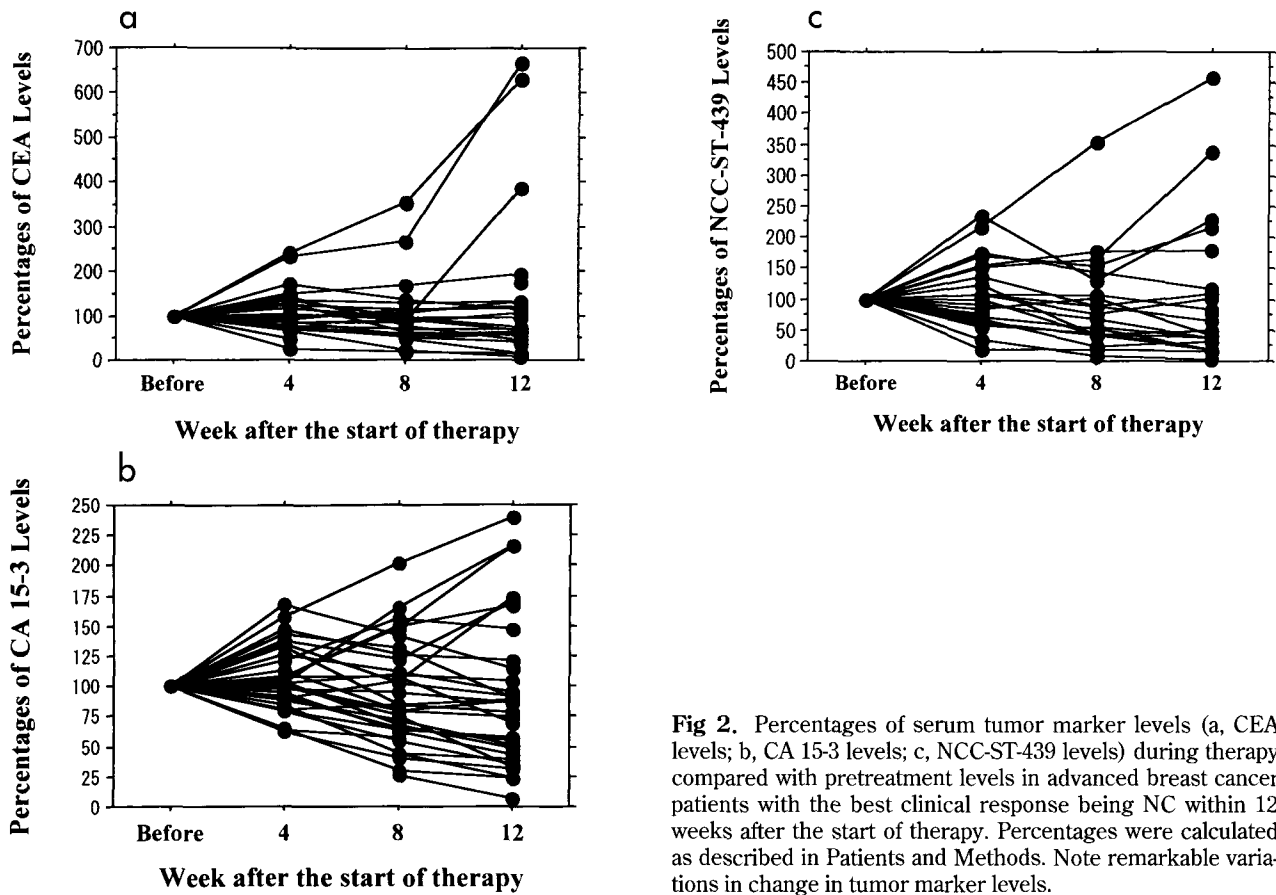 a
Percentages of CEA Levels
700
600
500
400
300
200
100
0
Before
4
8
12
Week after the start of therapy
b
Percentages of CA 15-3 Levels
250
225
200
175
150
125
100
75
50
25
0
Before
4
8
12
Week after the start of therapy
c
Percentages of NCC-ST-439 Levels
500
450
400
350
300
250
200
150
100
50
0
Before
4
8
12
Week after the start of therapy
Fig 2. Percentages of serum tumor marker levels (a, CEA
levels; b, CA 15-3 levels; c, NCC-ST-439 levels) during therapy
compared with pretreatment levels in advanced breast cancer
patients with the best clinical response being NC within 12
weeks after the start of therapy. Percentages were calculated
as described in Patients and Methods. Note remarkable varia-
tions in change in tumor marker levels.